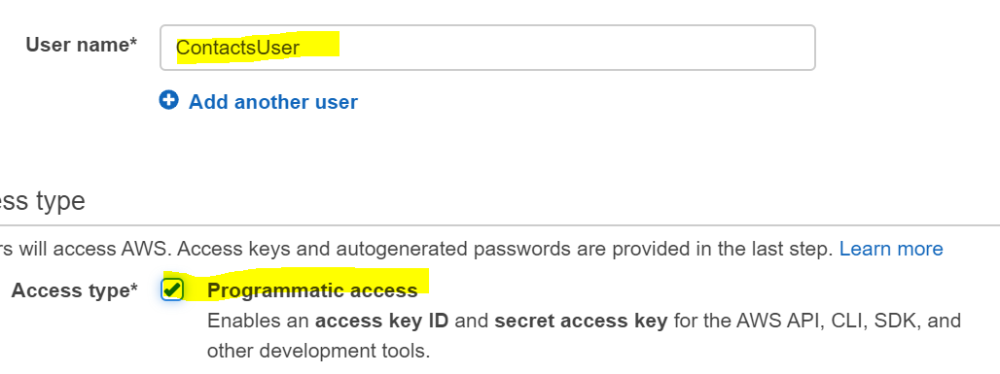 User name* ContactsUser
Add another user
ess type
rs will access AWS. Access keys and autogenerated passwords are provided in the last step. Learn more
Access type* Programmatic access
Enables an access key ID and secret access key for the AWS API, CLI, SDK, and
other development tools.